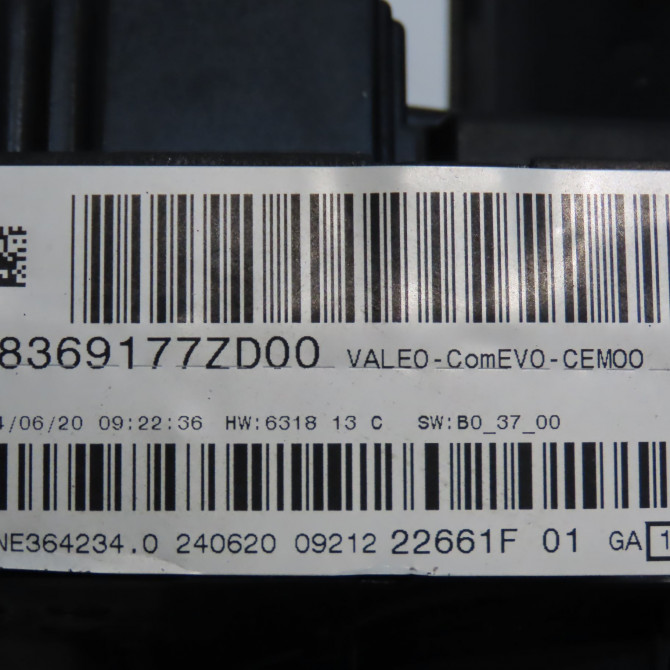 8369177ZD00 VALEO-ComEVO-CEM00
4/06/20 09:22:36 HW:6318 13 C SW:B0_37_00
NE364234.0 240620 09212 22661F 01 GA 1